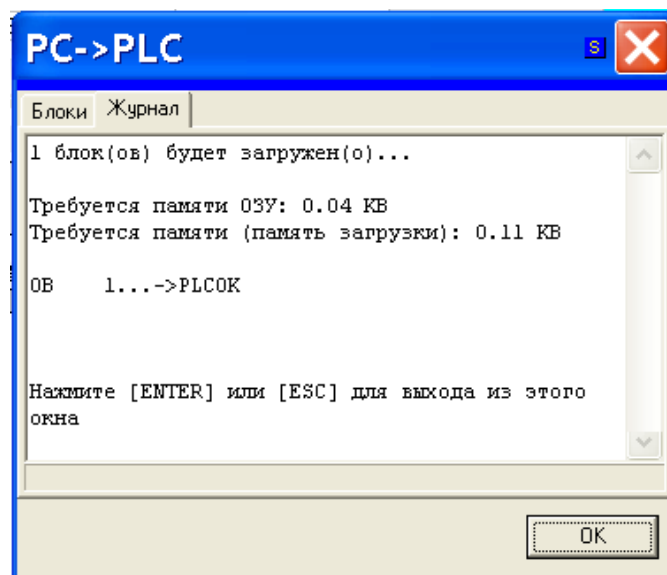 PC->PLC
S
Блоки Журнал
1 блок(ов) будет загружен(о)...
Требуется памяти ОЗУ: 0.04 KB
Требуется памяти (память загрузки): 0.11 KB
OB 1...->PLCOK
Нажмите [ENTER] или [ESC] для выхода из этого
окна
OK